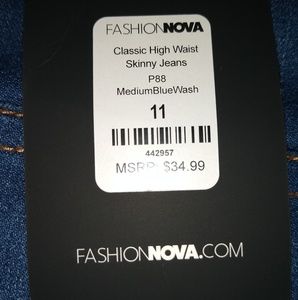 FASHIONNOVA
Classic High Waist
Skinny Jeans
P88
MediumBlueWash
11
442957
MSRP: $34.99
FASHIONNOVA.COM